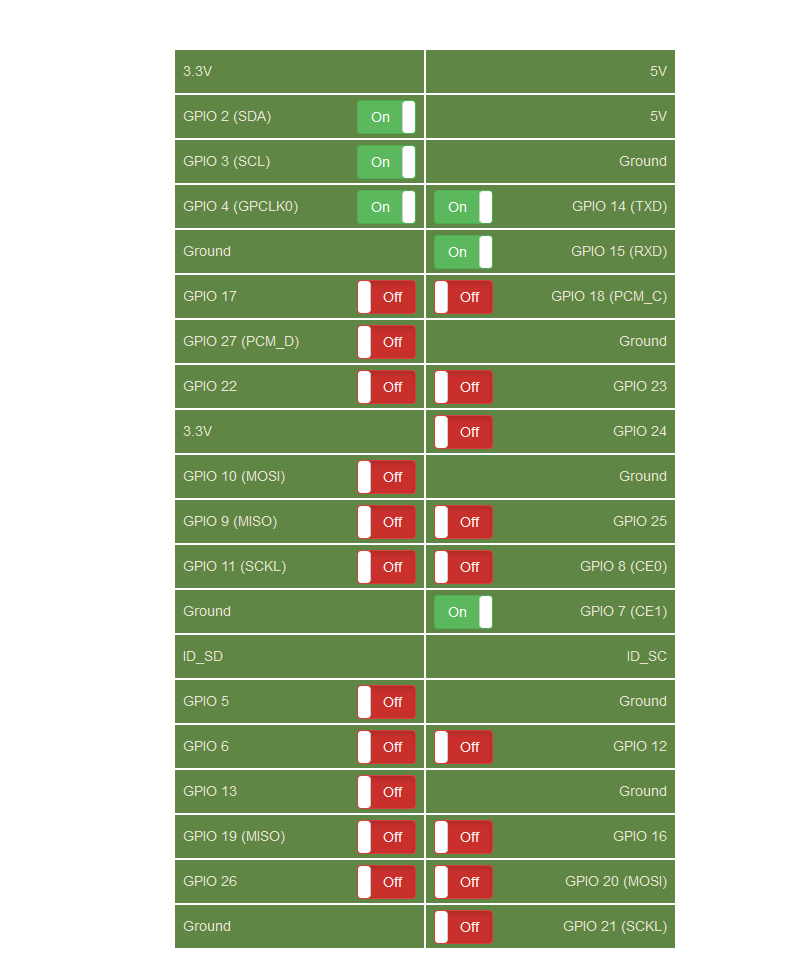 3.3V 5V
GPIO 2 (SDA) On 5V
GPIO 3 (SCL) On Ground
GPIO 4 (GPCLK0) On On GPIO 14 (TXD)
Ground On GPIO 15 (RXD)
GPIO 17 Off Off GPIO 18 (PCM_C)
GPIO 27 (PCM_D) Off Ground
GPIO 22 Off Off GPIO 23
3.3V Off GPIO 24
GPIO 10 (MOSI) Off Ground
GPIO 9 (MISO) Off Off GPIO 25
GPIO 11 (SCKL) Off Off GPIO 8 (CE0)
Ground On GPIO 7 (CE1)
ID_SD ID_SC
GPIO 5 Off Ground
GPIO 6 Off Off GPIO 12
GPIO 13 Off Ground
GPIO 19 (MISO) Off Off GPIO 16
GPIO 26 Off Off GPIO 20 (MOSI)
Ground Off GPIO 21 (SCKL)